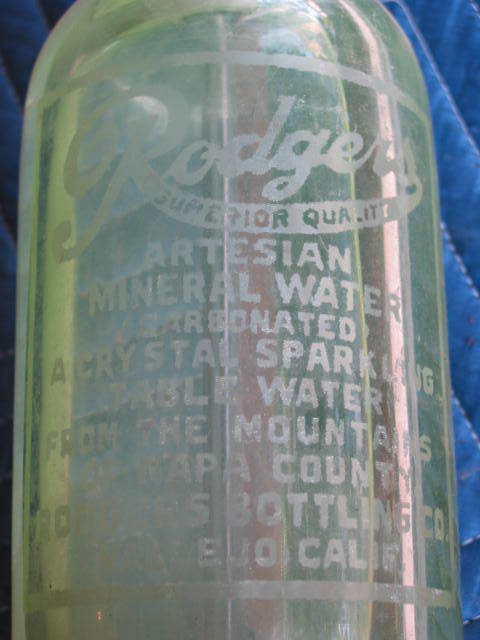 Rodgers
SUPERIOR QUALITY
ARTESIAN
MINERAL WATER
(CARBONATED)
A CRYSTAL SPARKLING
TABLE WATER
FROM THE MOUNTAINS
OF NAPA COUNTY
RODGERS BOTTLING CO.
EJO, CALIF.